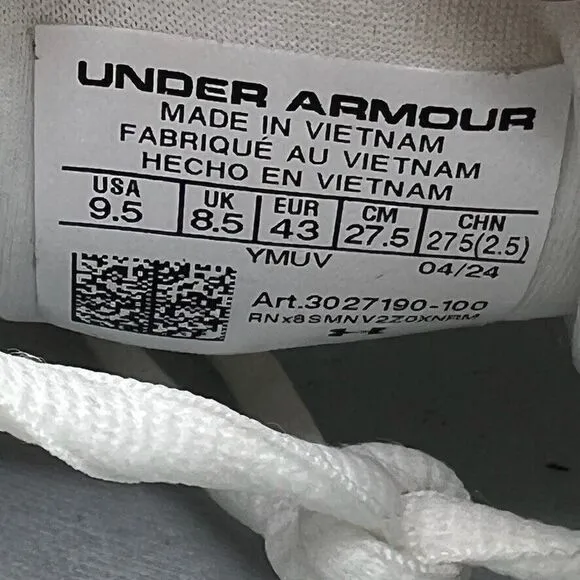 UNDER ARMOUR
MADE IN VIETNAM
FABRIQUÉ AU VIETNAM
HECHO EN VIETNAM
USA UK EUR CM CHN
9.5 8.5 43 27.5 275(2.5)
YMUV 04/24
Art.3027190-100